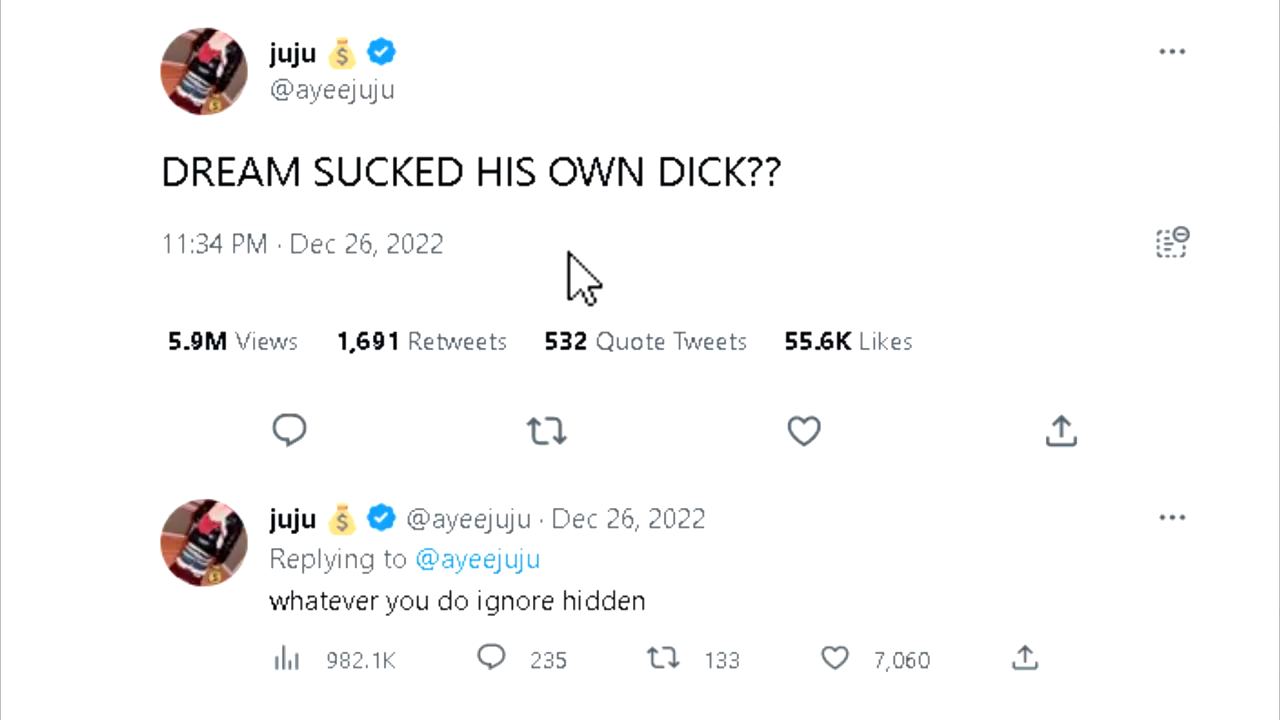 juju 💰
@ayeejuju
DREAM SUCKED HIS OWN DICK??
11:34 PM · Dec 26, 2022
5.9M Views 1,691 Retweets 532 Quote Tweets 55.6K Likes
juju 💰 @ayeejuju · Dec 26, 2022
Replying to @ayeejuju
whatever you do ignore hidden
982.1K 235 133 7,060